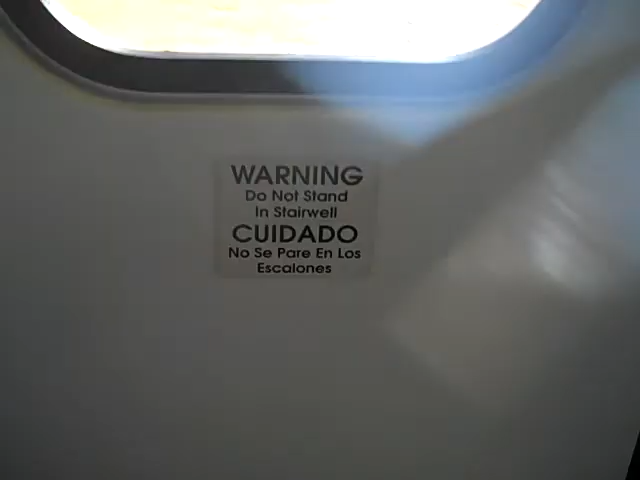 WARNING
Do Not Stand
In Stairwell
CUIDADO
No Se Pare En Los
Escalones